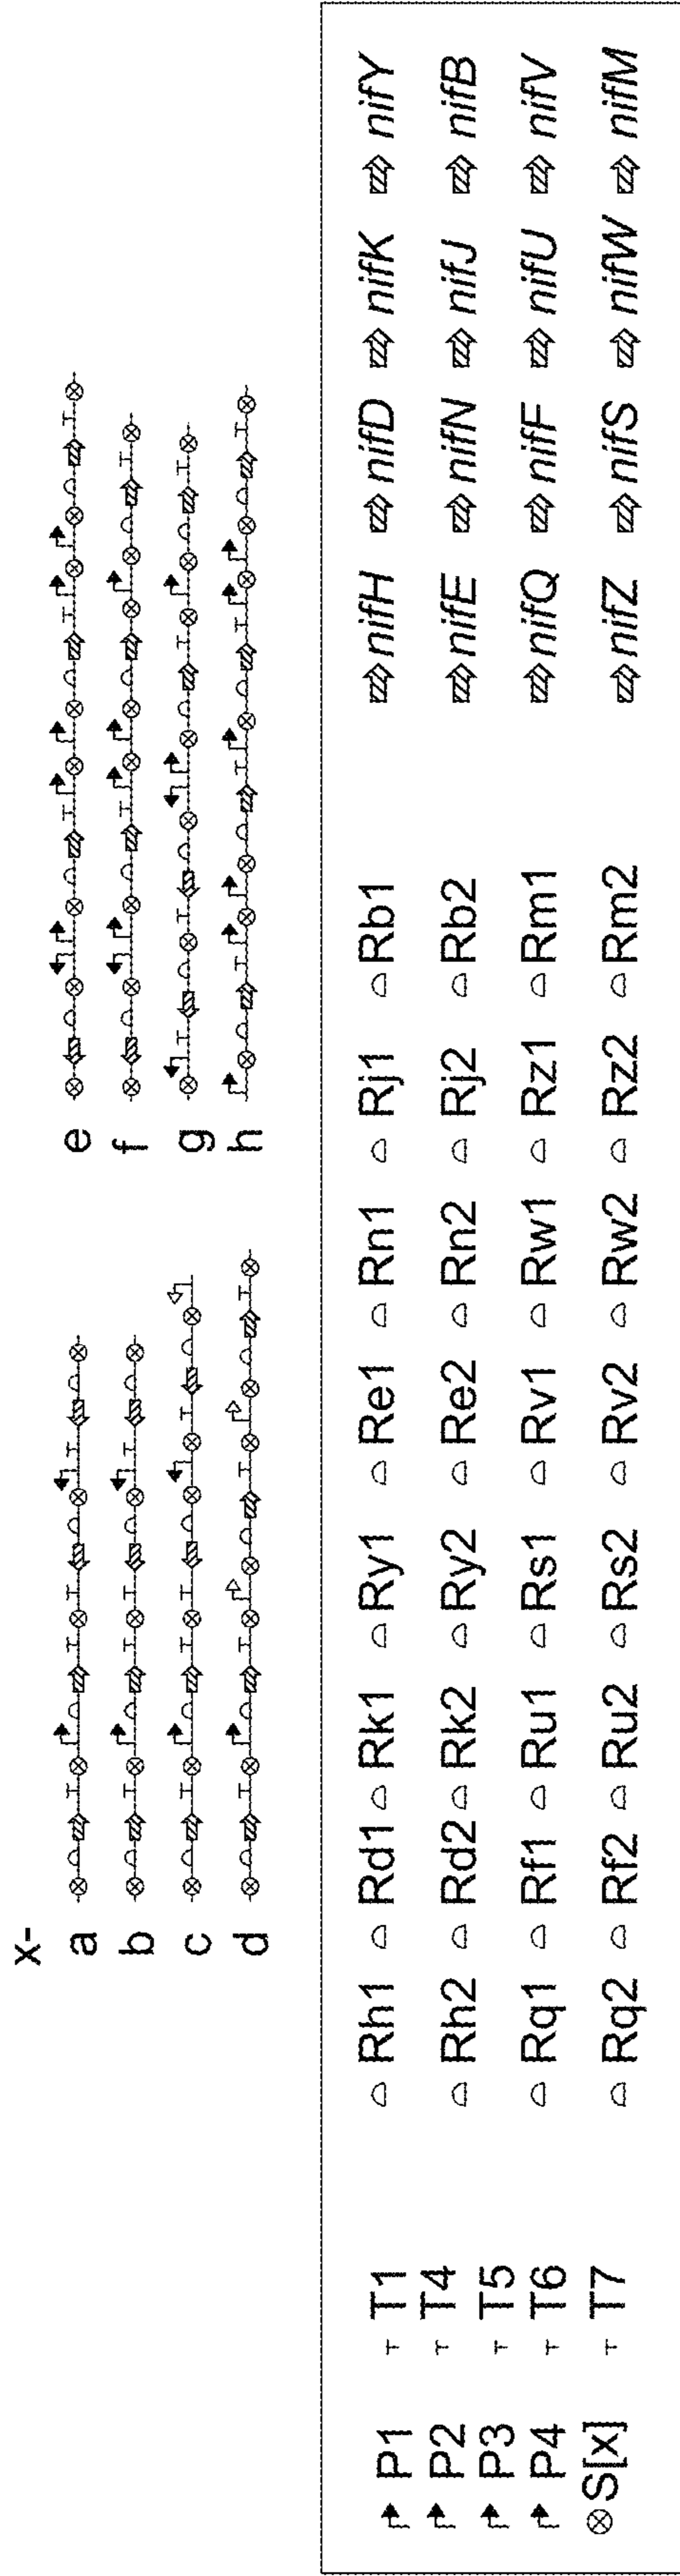 x-
a
b
c
d
e
f
g
h
P1 T1 Rh1 Rd1 Rk1 Ry1 Re1 Rn1 Rj1 Rb1 nifH nifD nifK nifY
P2 T4 Rh2 Rd2 Rk2 Ry2 Re2 Rn2 Rj2 Rb2 nifE nifN nifJ nifB
P3 T5 Rq1 Rf1 Ru1 Rs1 Rv1 Rw1 Rz1 Rm1 nifQ nifF nifU nifV
P4 T6
S[x] T7 Rq2 Rf2 Ru2 Rs2 Rv2 Rw2 Rz2 Rm2 nifZ nifS nifW nifM